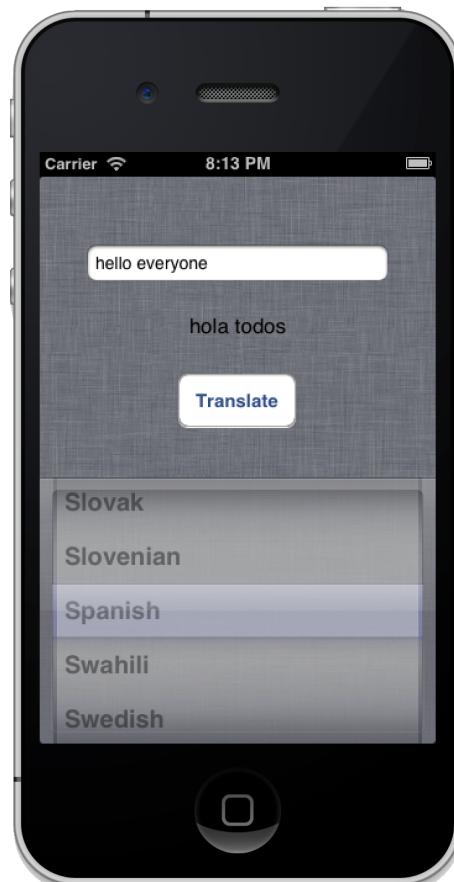 Carrier 8:13 PM
hello everyone
hola todos
Translate
Slovak
Slovenian
Spanish
Swahili
Swedish